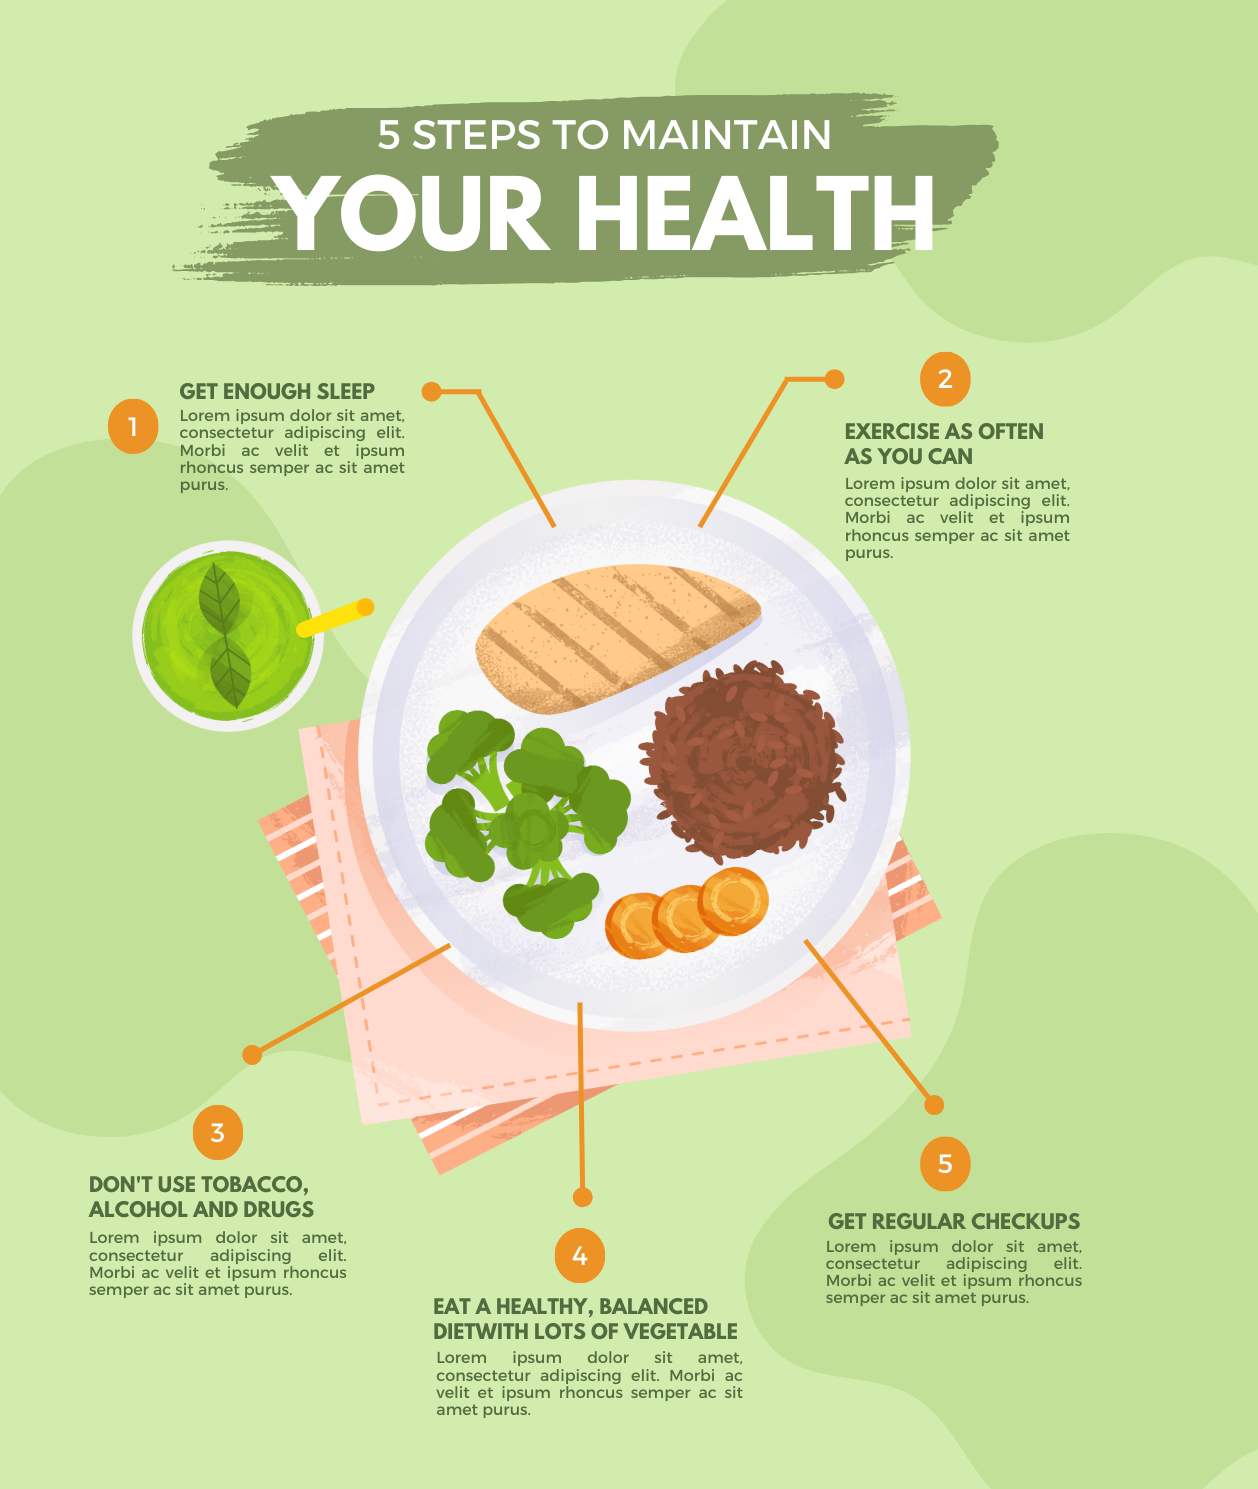 5 STEPS TO MAINTAIN
YOUR HEALTH
1
GET ENOUGH SLEEP
Lorem ipsum dolor sit amet,
consectetur adipiscing elit.
Morbi ac velit et ipsum
rhoncus semper ac sit amet
purus.
2
EXERCISE AS OFTEN
AS YOU CAN
Lorem ipsum dolor sit amet,
consectetur adipiscing elit.
Morbi ac velit et ipsum
rhoncus semper ac sit amet
purus.
3
DON'T USE TOBACCO,
ALCOHOL AND DRUGS
Lorem ipsum dolor sit amet,
consectetur adipiscing elit.
Morbi ac velit et ipsum rhoncus
semper ac sit amet purus.
4
EAT A HEALTHY, BALANCED
DIETWITH LOTS OF VEGETABLE
Lorem ipsum dolor sit amet,
consectetur adipiscing elit. Morbi ac
velit et ipsum rhoncus semper ac sit
amet purus.
5
GET REGULAR CHECKUPS
Lorem ipsum dolor sit amet,
consectetur adipiscing elit.
Morbi ac velit et ipsum rhoncus
semper ac sit amet purus.